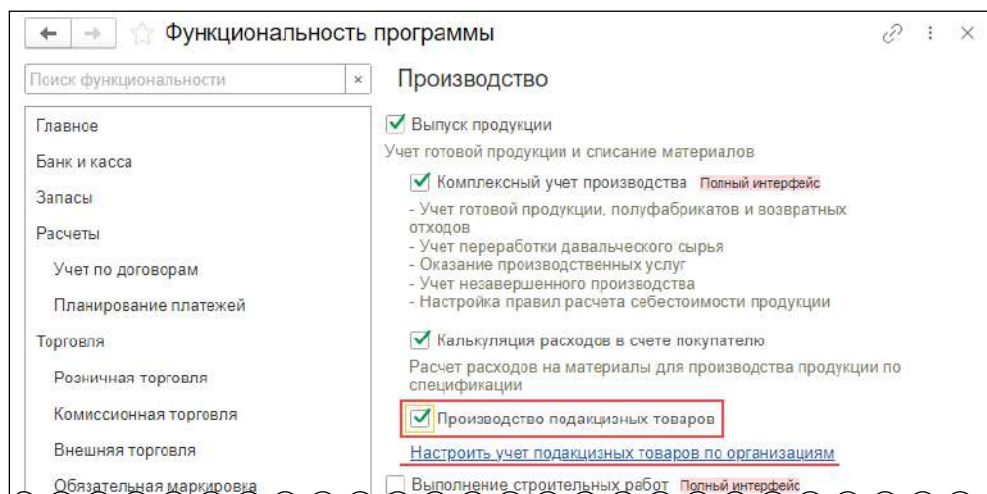 Функциональность программы
Поиск функциональности
Главное
Банк и касса
Запасы
Расчеты
Учет по договорам
Планирование платежей
Торговля
Розничная торговля
Комиссионная торговля
Внешняя торговля
Обязательная маркировка
Производство
Выпуск продукции
Учет готовой продукции и списание материалов
Комплексный учет производства Полный интерфейс
- Учет готовой продукции, полуфабрикатов и возвратных
отходов
- Учет переработки давальческого сырья
- Оказание производственных услуг
- Учет незавершенного производства
- Настройка правил расчета себестоимости продукции
Калькуляция расходов в счете покупателю
Расчет расходов на материалы для производства продукции по
спецификации
Производство подакцизных товаров
Настроить учет подакцизных товаров по организациям
Выполнение строительных работ Полный интерфейс